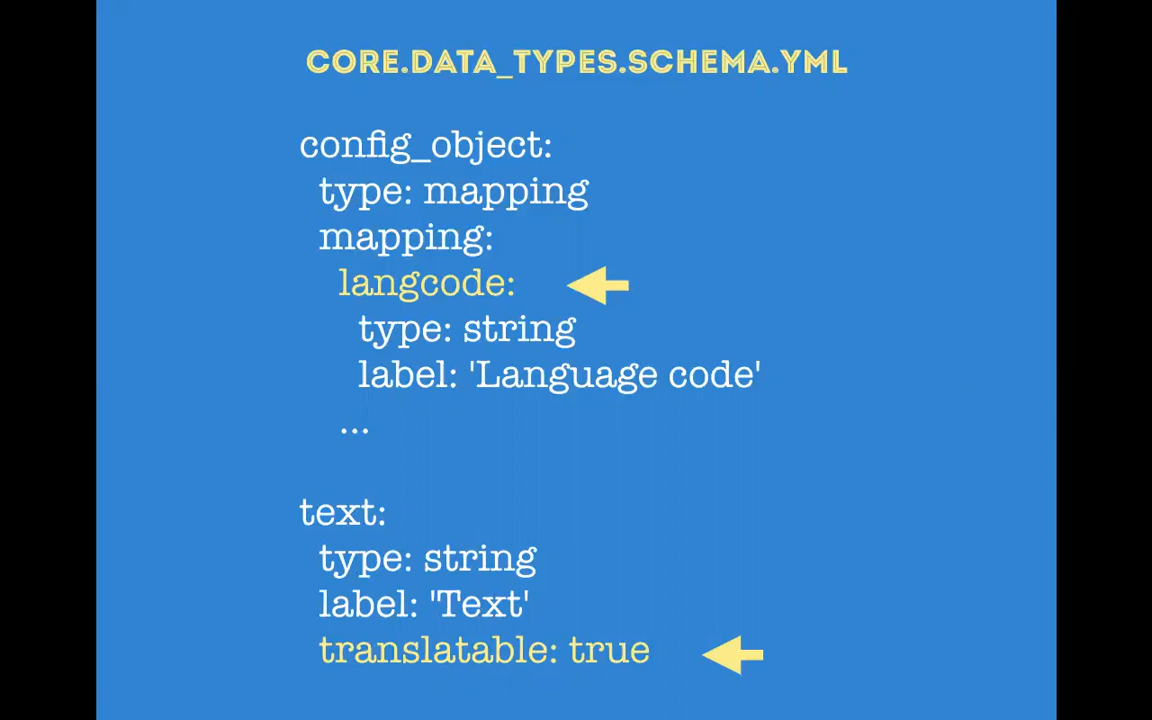 CORE.DATA_TYPES.SCHEMA.YML
config_object:
type: mapping
mapping:
langcode:
type: string
label: 'Language code'
...
text:
type: string
label: 'Text'
translatable: true